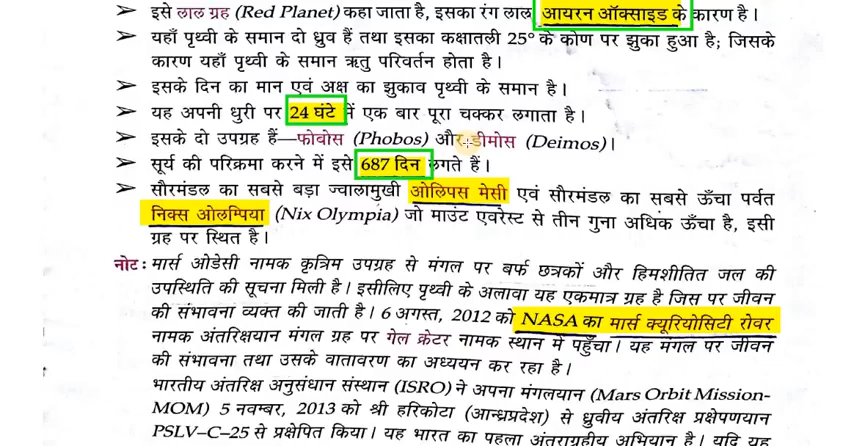 ➤ इसे लाल ग्रह (Red Planet) कहा जाता है, इसका रंग लाल आयरन ऑक्साइड के कारण है।
➤ यहाँ पृथ्वी के समान दो ध्रुव हैं तथा इसका कक्षातली 25° के कोण पर झुका हुआ है; जिसके
कारण यहाँ पृथ्वी के समान ऋतु परिवर्तन होता है।
➤ इसके दिन का मान एवं अक्ष का झुकाव पृथ्वी के समान है।
➤ यह अपनी धुरी पर 24 घंटे में एक बार पूरा चक्कर लगाता है।
➤ इसके दो उपग्रह हैं—फोबोस (Phobos) और डीमोस (Deimos)।
➤ सूर्य की परिक्रमा करने में इसे 687 दिन लगते हैं।
➤ सौरमंडल का सबसे बड़ा ज्वालामुखी ओलिपस मेसी एवं सौरमंडल का सबसे ऊँचा पर्वत
निक्स ओलम्पिया (Nix Olympia) जो माउंट एवरेस्ट से तीन गुना अधिक ऊँचा है, इसी
ग्रह पर स्थित है।
नोट : मार्स ओडेसी नामक कृत्रिम उपग्रह से मंगल पर बर्फ छत्रकों और हिमशीतित जल की
उपस्थिति की सूचना मिली है। इसीलिए पृथ्वी के अलावा यह एकमात्र ग्रह है जिस पर जीवन
की संभावना व्यक्त की जाती है। 6 अगस्त, 2012 को NASA का मार्स क्यूरियोसिटी रोवर
नामक अंतरिक्षयान मंगल ग्रह पर गेल क्रेटर नामक स्थान में पहुँचा। यह मंगल पर जीवन
की संभावना तथा उसके वातावरण का अध्ययन कर रहा है।
भारतीय अंतरिक्ष अनुसंधान संस्थान (ISRO) ने अपना मंगलयान (Mars Orbit Mission-
MOM) 5 नवम्बर, 2013 को श्री हरिकोटा (आन्ध्रप्रदेश) से ध्रुवीय अंतरिक्ष प्रक्षेपणयान
PSLV–C–25 से प्रक्षेपित किया। यह भारत का पहला अंतराग्रहीय अभियान है। यदि यह